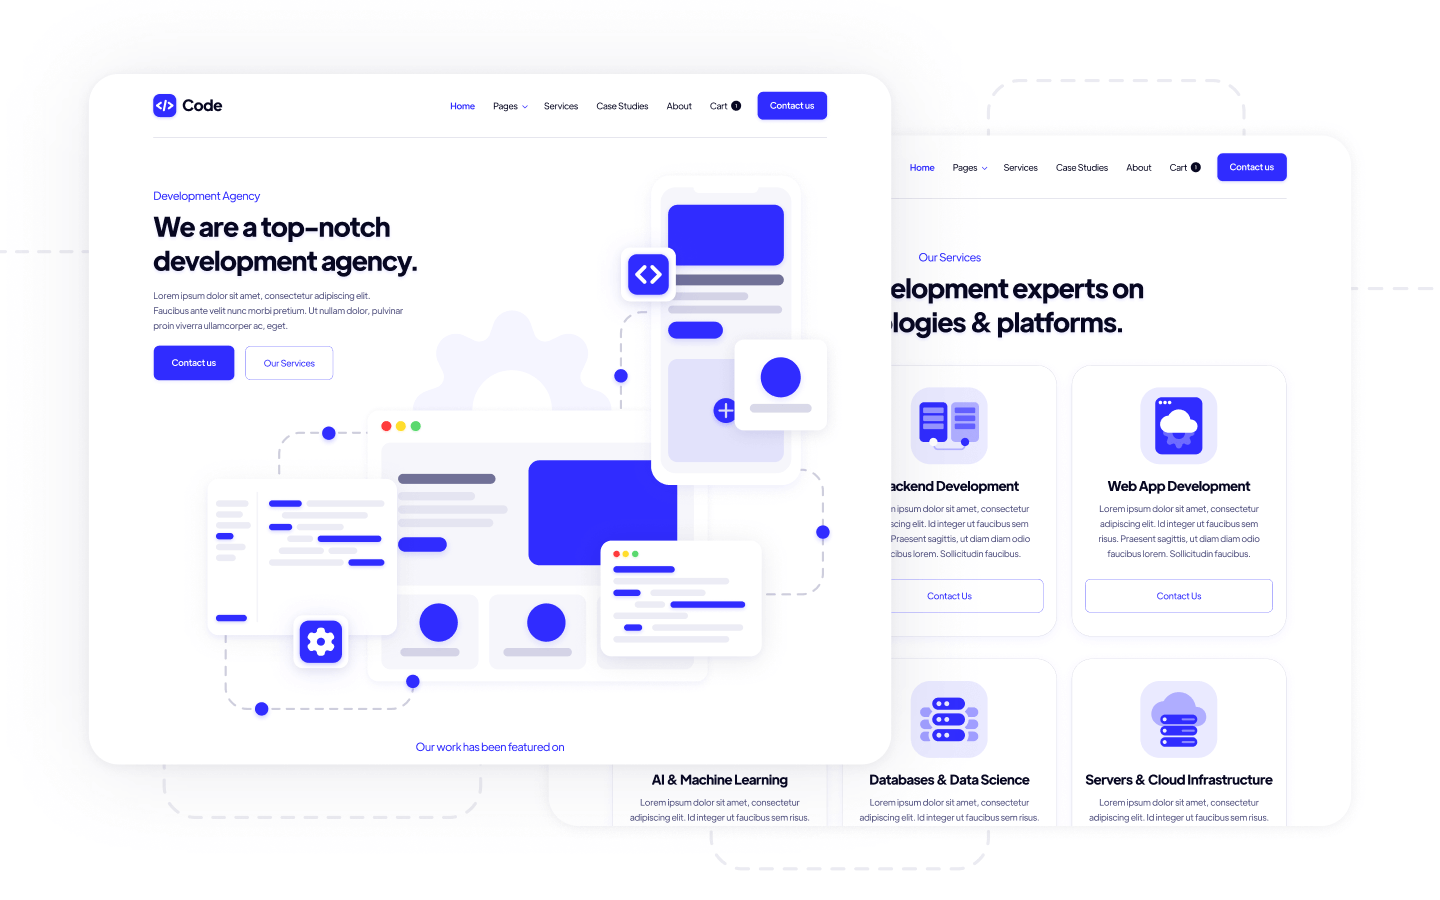 Code
Home Pages Services Case Studies About Cart 1 Contact us
Development Agency
We are a top-notch
development agency.
Lorem ipsum dolor sit amet, consectetur adipiscing elit.
Faucibus ante velit nunc morbi pretium. Ut nullam dolor, pulvinar
proin viverra ullamcorper ac, eget.
Contact us Our Services
Our work has been featured on
Home Pages Services Case Studies About Cart 1 Contact us
Our Services
elopment experts on
ologies & platforms.
ackend Development
m ipsum dolor sit amet, consectetur
scing elit. Id integer ut faucibus sem
Praesent sagittis, ut diam diam odio
cibus lorem. Sollicitudin faucibus.
Contact Us
Web App Development
Lorem ipsum dolor sit amet, consectetur
adipiscing elit. Id integer ut faucibus sem
risus. Praesent sagittis, ut diam diam odio
faucibus lorem. Sollicitudin faucibus.
Contact Us
AI & Machine Learning
Lorem ipsum dolor sit amet, consectetur
adipiscing elit. Id integer ut faucibus sem risus.
Databases & Data Science
Lorem ipsum dolor sit amet, consectetur
adipiscing elit. Id integer ut faucibus sem risus.
Servers & Cloud Infrastructure
Lorem ipsum dolor sit amet, consectetur
adipiscing elit. Id integer ut faucibus sem risus.